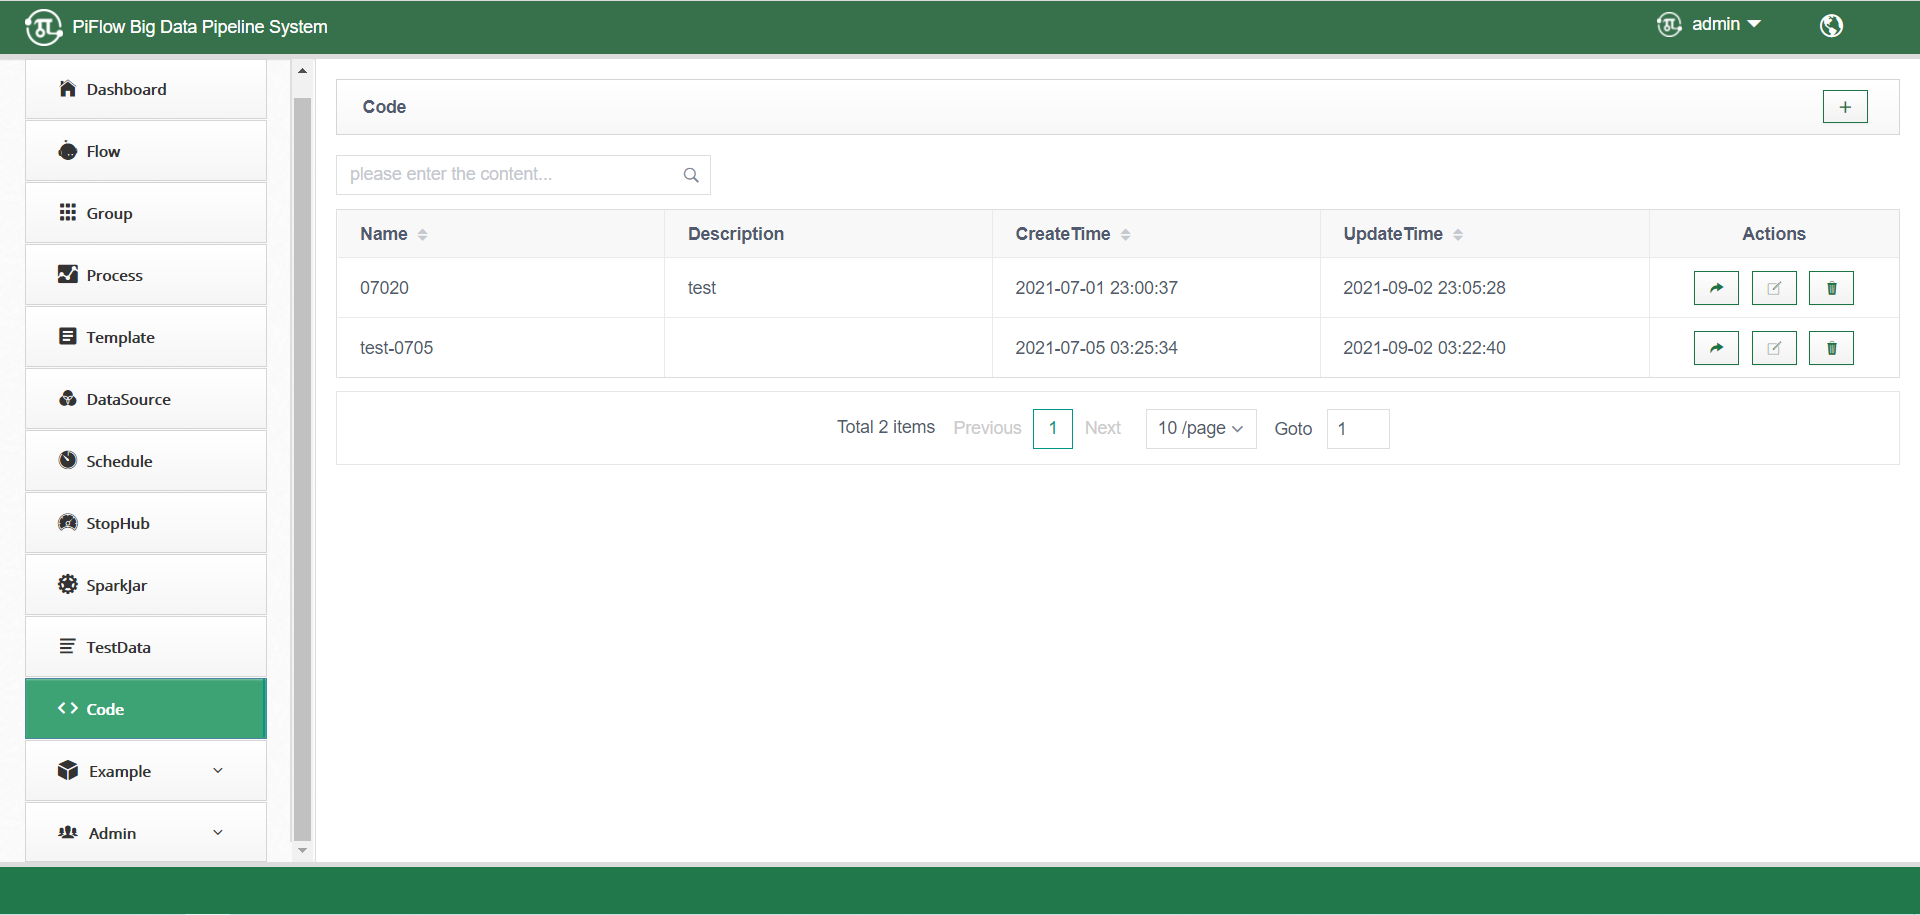 PiFlow Big Data Pipeline System
admin
Dashboard
Flow
Group
Process
Template
DataSource
Schedule
StopHub
SparkJar
TestData
Code
Example
Admin
Code
+
please enter the content...
Name Description CreateTime UpdateTime Actions
07020 test 2021-07-01 23:00:37 2021-09-02 23:05:28
test-0705 2021-07-05 03:25:34 2021-09-02 03:22:40
Total 2 items Previous 1 Next 10 /page Goto 1